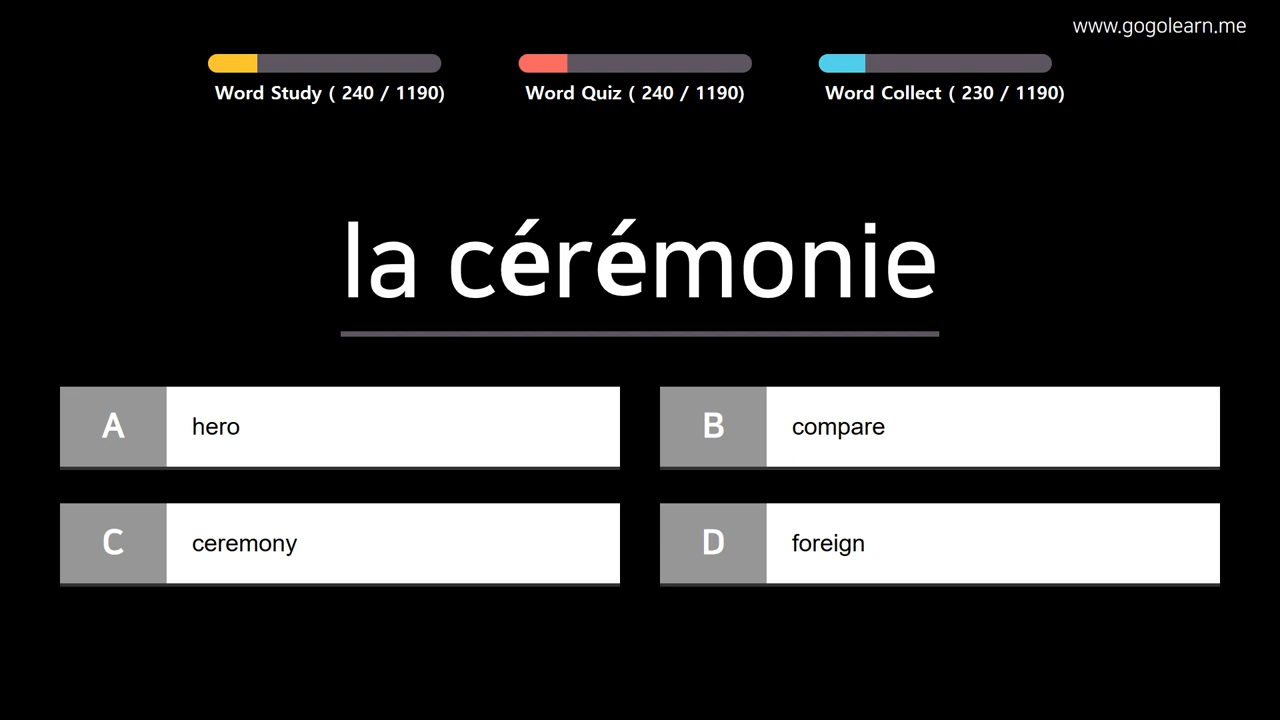 www.gogolearn.me
Word Study ( 240 / 1190)
Word Quiz ( 240 / 1190)
Word Collect ( 230 / 1190)
la cérémonie
A hero
B compare
C ceremony
D foreign